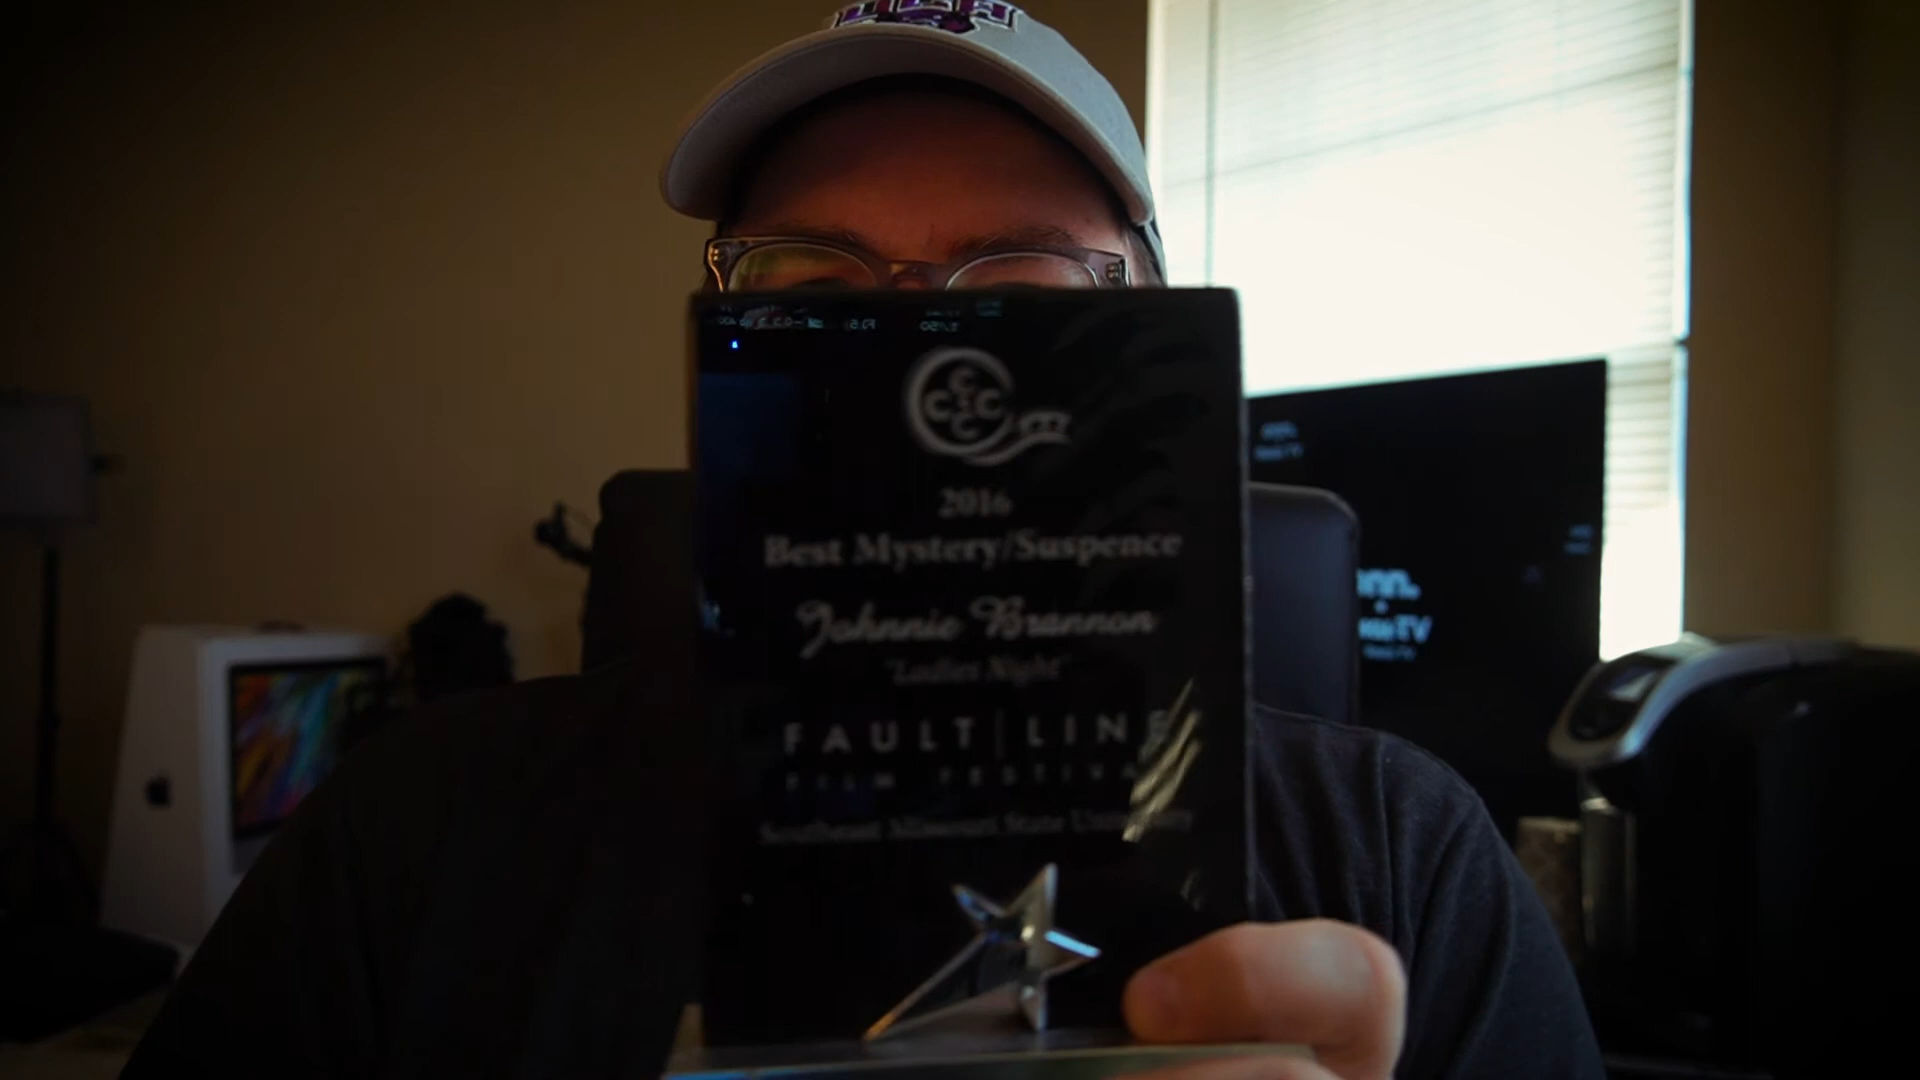 2016
Best Mystery/Suspence
Johnnie Brannon
"Ladies Night"
FAULT | LINE
FILM FESTIVAL
Southeast Missouri State University